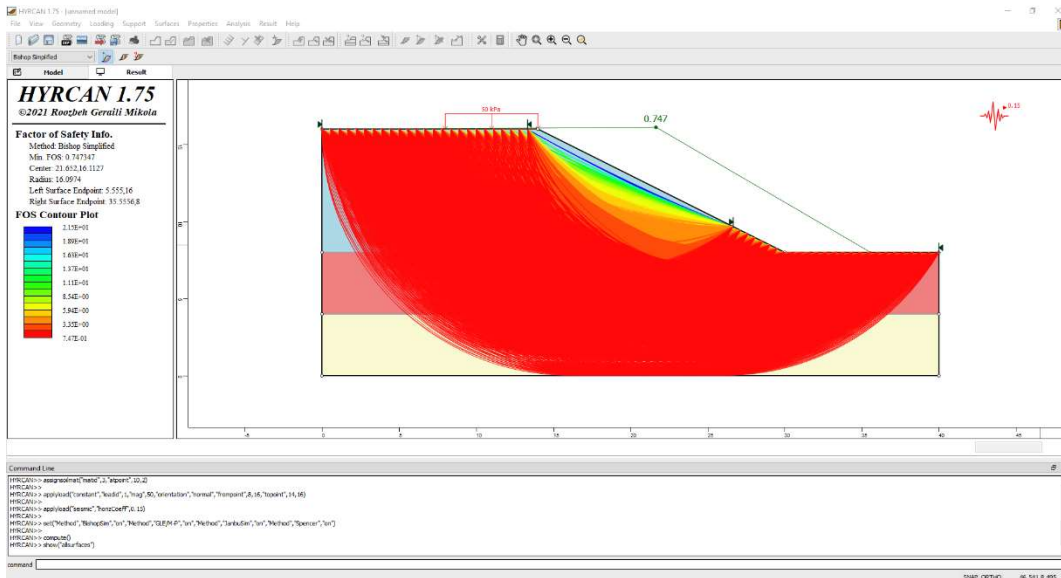 HYRCAN 1.75 - [unnamed model]
File View Geometry Loading Support Surfaces Properties Analysis Result Help
Bishop Simplified
Model Result
HYRCAN 1.75
©2021 Roozbeh Geraili Mikola
Factor of Safety Info.
Method: Bishop Simplified
Min. FOS: 0.747347
Center: 21.652,16.1127
Radius: 16.0974
Left Surface Endpoint: 5.555,16
Right Surface Endpoint: 35.5556,8
FOS Contour Plot
2.15E+01
1.89E+01
1.63E+01
1.37E+01
1.11E+01
8.54E+00
5.94E+00
3.35E+00
7.47E-01
50 kPa
0.747
0.15
-5 0 5 10 15 20 25 30 35 40 45
Command Line
HYRCAN>> assignsoilmat("matid",3,"atpoint",10,2)
HYRCAN>>
HYRCAN>> applyload("constant","loadid",1,"mag",50,"orientation","normal","frompoint",8,16,"topoint",14,16)
HYRCAN>>
HYRCAN>> applyload("seismic","horizCoeff",0.15)
HYRCAN>>
HYRCAN>> set("Method","BishopSim","on","Method","GLE/M-P","on","Method","JanbuSim","on","Method","Spencer","on")
HYRCAN>>
HYRCAN>> compute()
HYRCAN>> show("allsurfaces")
command
SNAP ORTHO